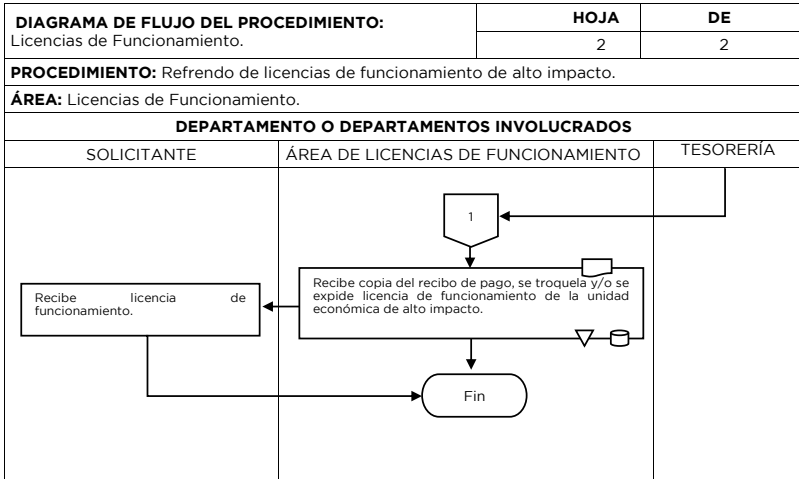 DIAGRAMA DE FLUJO DEL PROCEDIMIENTO:
Licencias de Funcionamiento.
HOJA
DE
2
2
PROCEDIMIENTO: Refrendo de licencias de funcionamiento de alto impacto.
ÁREA: Licencias de Funcionamiento.
DEPARTAMENTO O DEPARTAMENTOS INVOLUCRADOS
SOLICITANTE
ÁREA DE LICENCIAS DE FUNCIONAMIENTO
TESORERÍA
1
Recibe copia del recibo de pago, se troquela y/o se
expide licencia de funcionamiento de la unidad
económica de alto impacto.
Recibe licencia de
funcionamiento.
Fin